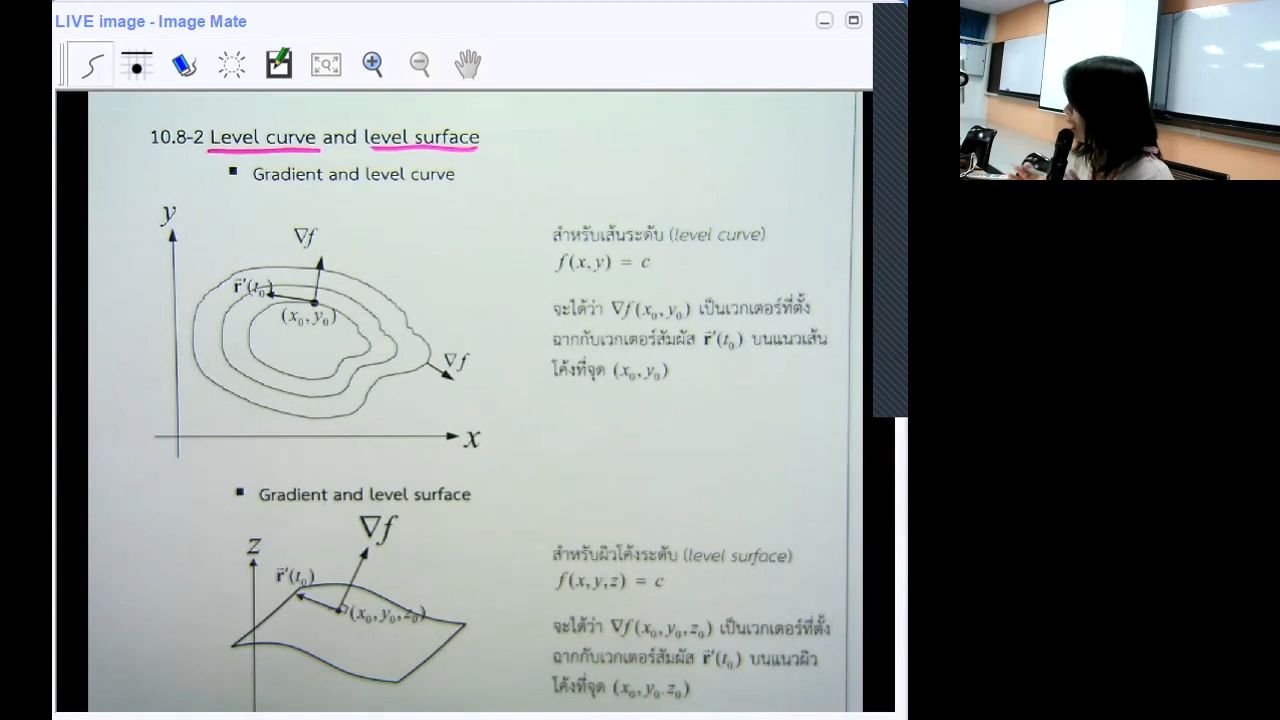 LIVE image - Image Mate
10.8-2 Level curve and level surface
▪ Gradient and level curve
y
∇f
r̄′(t₀)
(x₀, y₀)
∇f
x
สำหรับเส้นระดับ (level curve)
f(x, y) = c
จะได้ว่า ∇f(x₀, y₀) เป็นเวกเตอร์ที่ตั้ง
ฉากกับเวกเตอร์สัมผัส r̄′(t₀) บนแนวเส้น
โค้งที่จุด (x₀, y₀)
▪ Gradient and level surface
∇f
z
r̄′(t₀)
(x₀, y₀, z₀)
สำหรับผิวโค้งระดับ (level surface)
f(x, y, z) = c
จะได้ว่า ∇f(x₀, y₀, z₀) เป็นเวกเตอร์ที่ตั้ง
ฉากกับเวกเตอร์สัมผัส r̄′(t₀) บนแนวผิว
โค้งที่จุด (x₀, y₀. z₀)